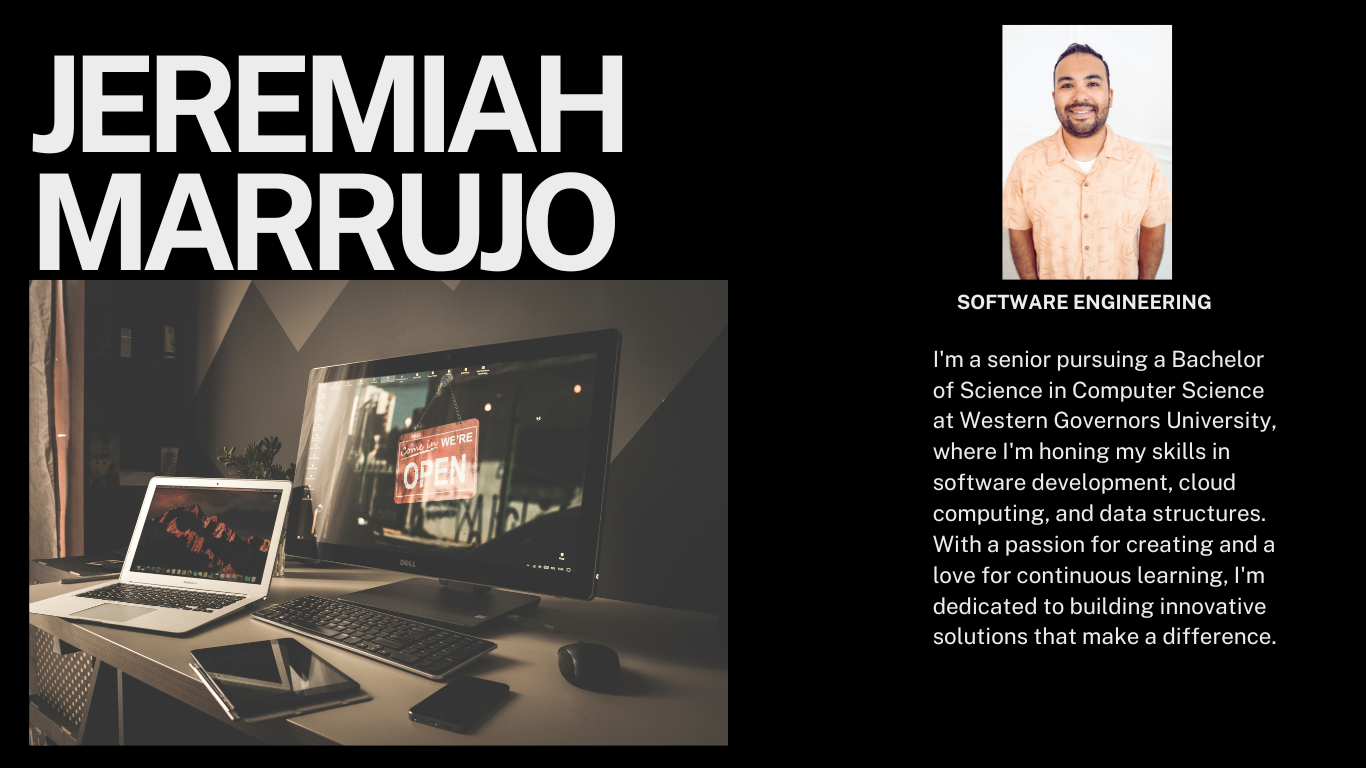 JEREMIAH
MARRUJO
Come in WE'RE
OPEN
DELL
SOFTWARE ENGINEERING
I'm a senior pursuing a Bachelor
of Science in Computer Science
at Western Governors University,
where I'm honing my skills in
software development, cloud
computing, and data structures.
With a passion for creating and a
love for continuous learning, I'm
dedicated to building innovative
solutions that make a difference.